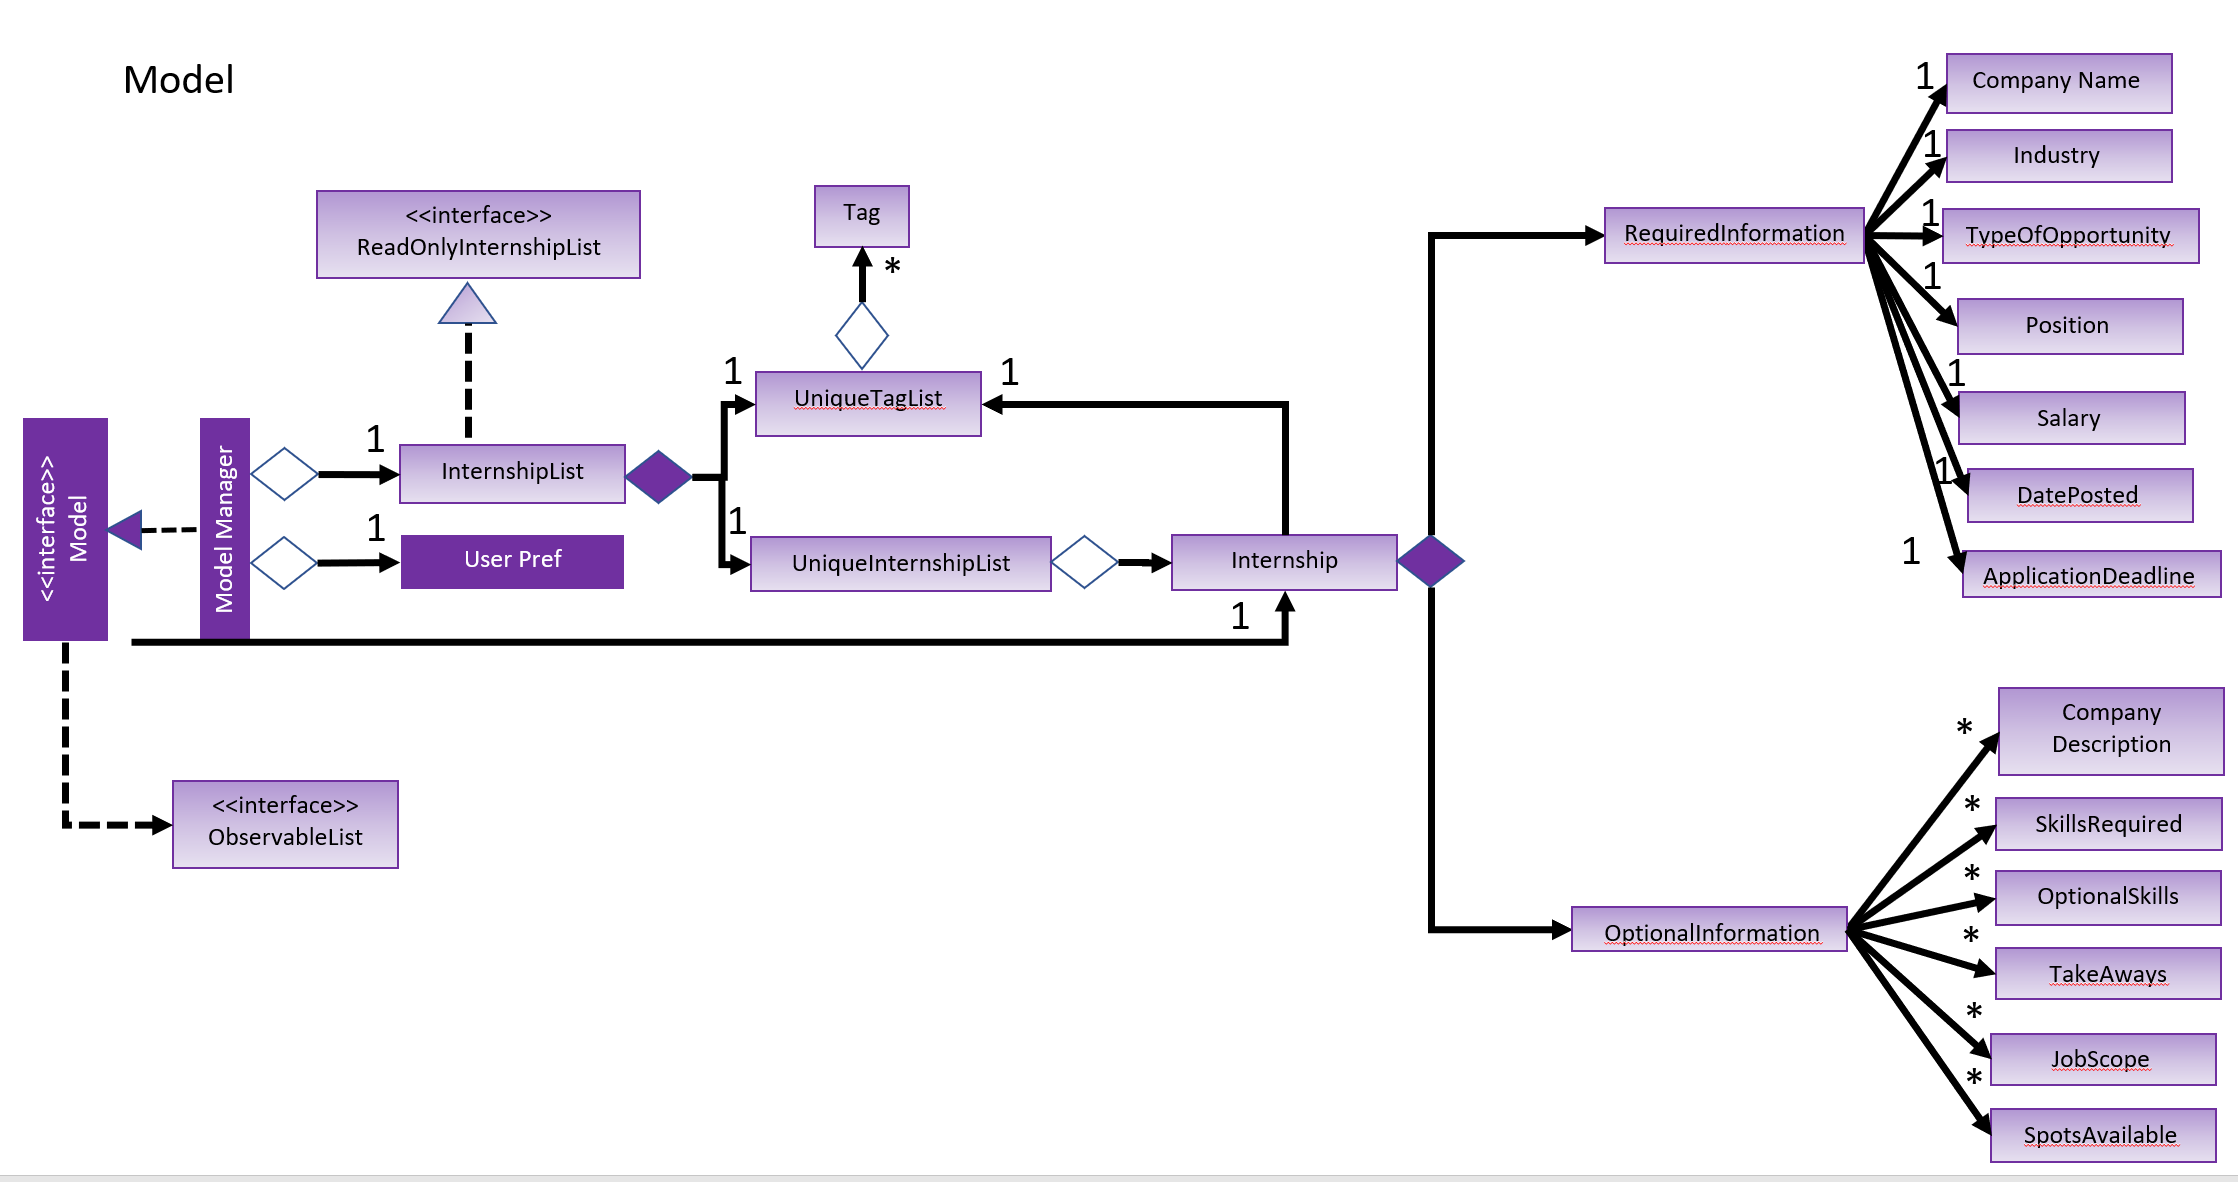 Model
<<interface>>
ReadOnlyInternshipList
Tag
*
UniqueTagList
1
1
<<interface>>
Model
Model Manager
1
InternshipList
1
User Pref
1
UniqueInternshipList
Internship
1
<<interface>>
ObservableList
RequiredInformation
1
Company Name
1
Industry
1
TypeOfOpportunity
1
Position
1
Salary
1
DatePosted
1
ApplicationDeadline
OptionalInformation
*
Company
Description
*
SkillsRequired
*
OptionalSkills
*
TakeAways
*
JobScope
*
SpotsAvailable